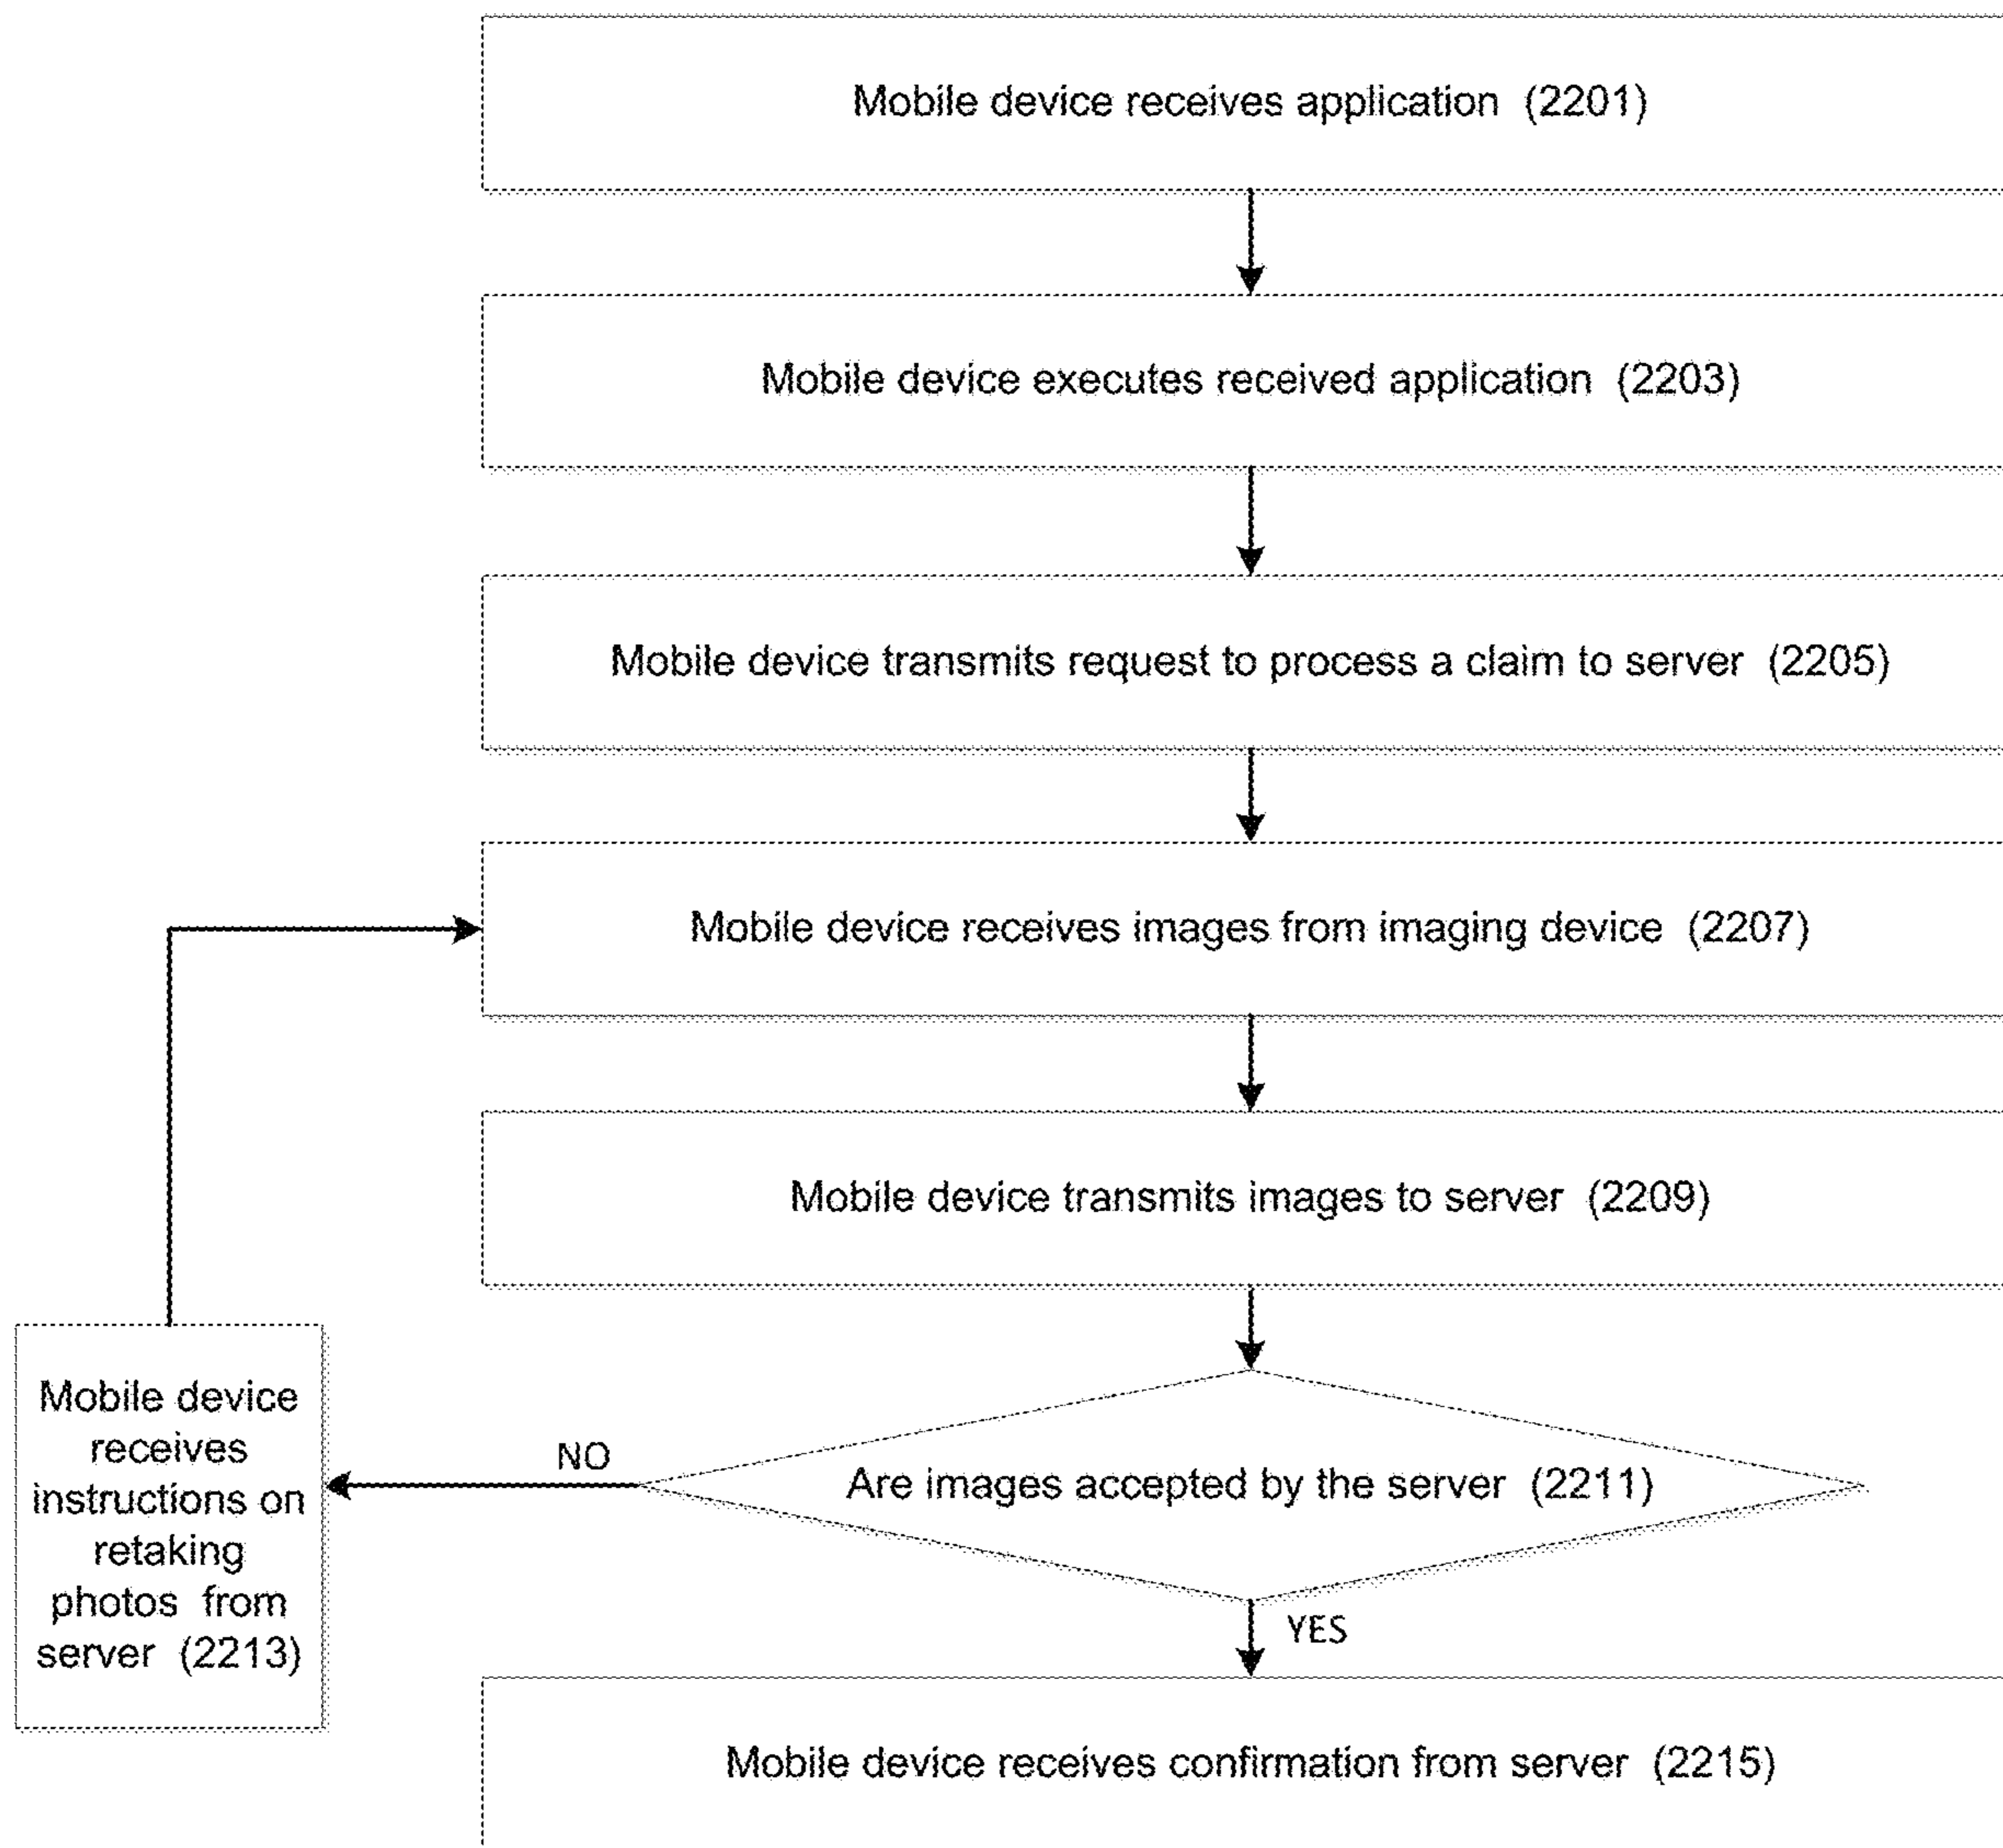 Mobile device receives application (2201)
Mobile device executes received application (2203)
Mobile device transmits request to process a claim to server (2205)
Mobile device receives images from imaging device (2207)
Mobile device transmits images to server (2209)
Are images accepted by the server (2211)
NO
Mobile device
receives
instructions on
retaking
photos from
server (2213)
YES
Mobile device receives confirmation from server (2215)